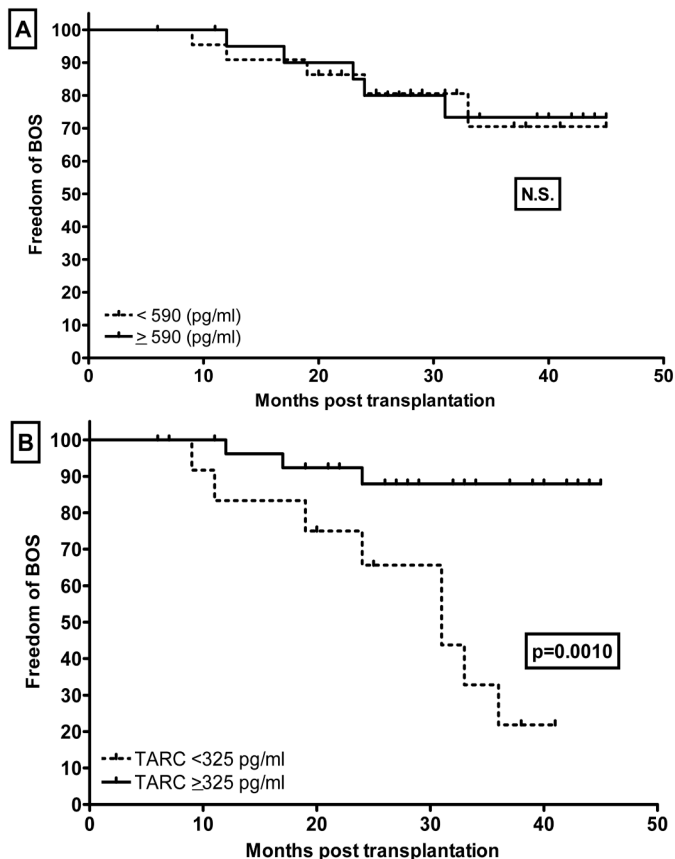 A
100
90
80
70
60
50
40
30
20
10
0
Freedom of BOS
N.S.
< 590 (pg/ml)
≥ 590 (pg/ml)
0 10 20 30 40 50
Months post transplantation
B
100
90
80
70
60
50
40
30
20
10
0
Freedom of BOS
p=0.0010
TARC <325 pg/ml
TARC ≥325 pg/ml
0 10 20 30 40 50
Months post transplantation